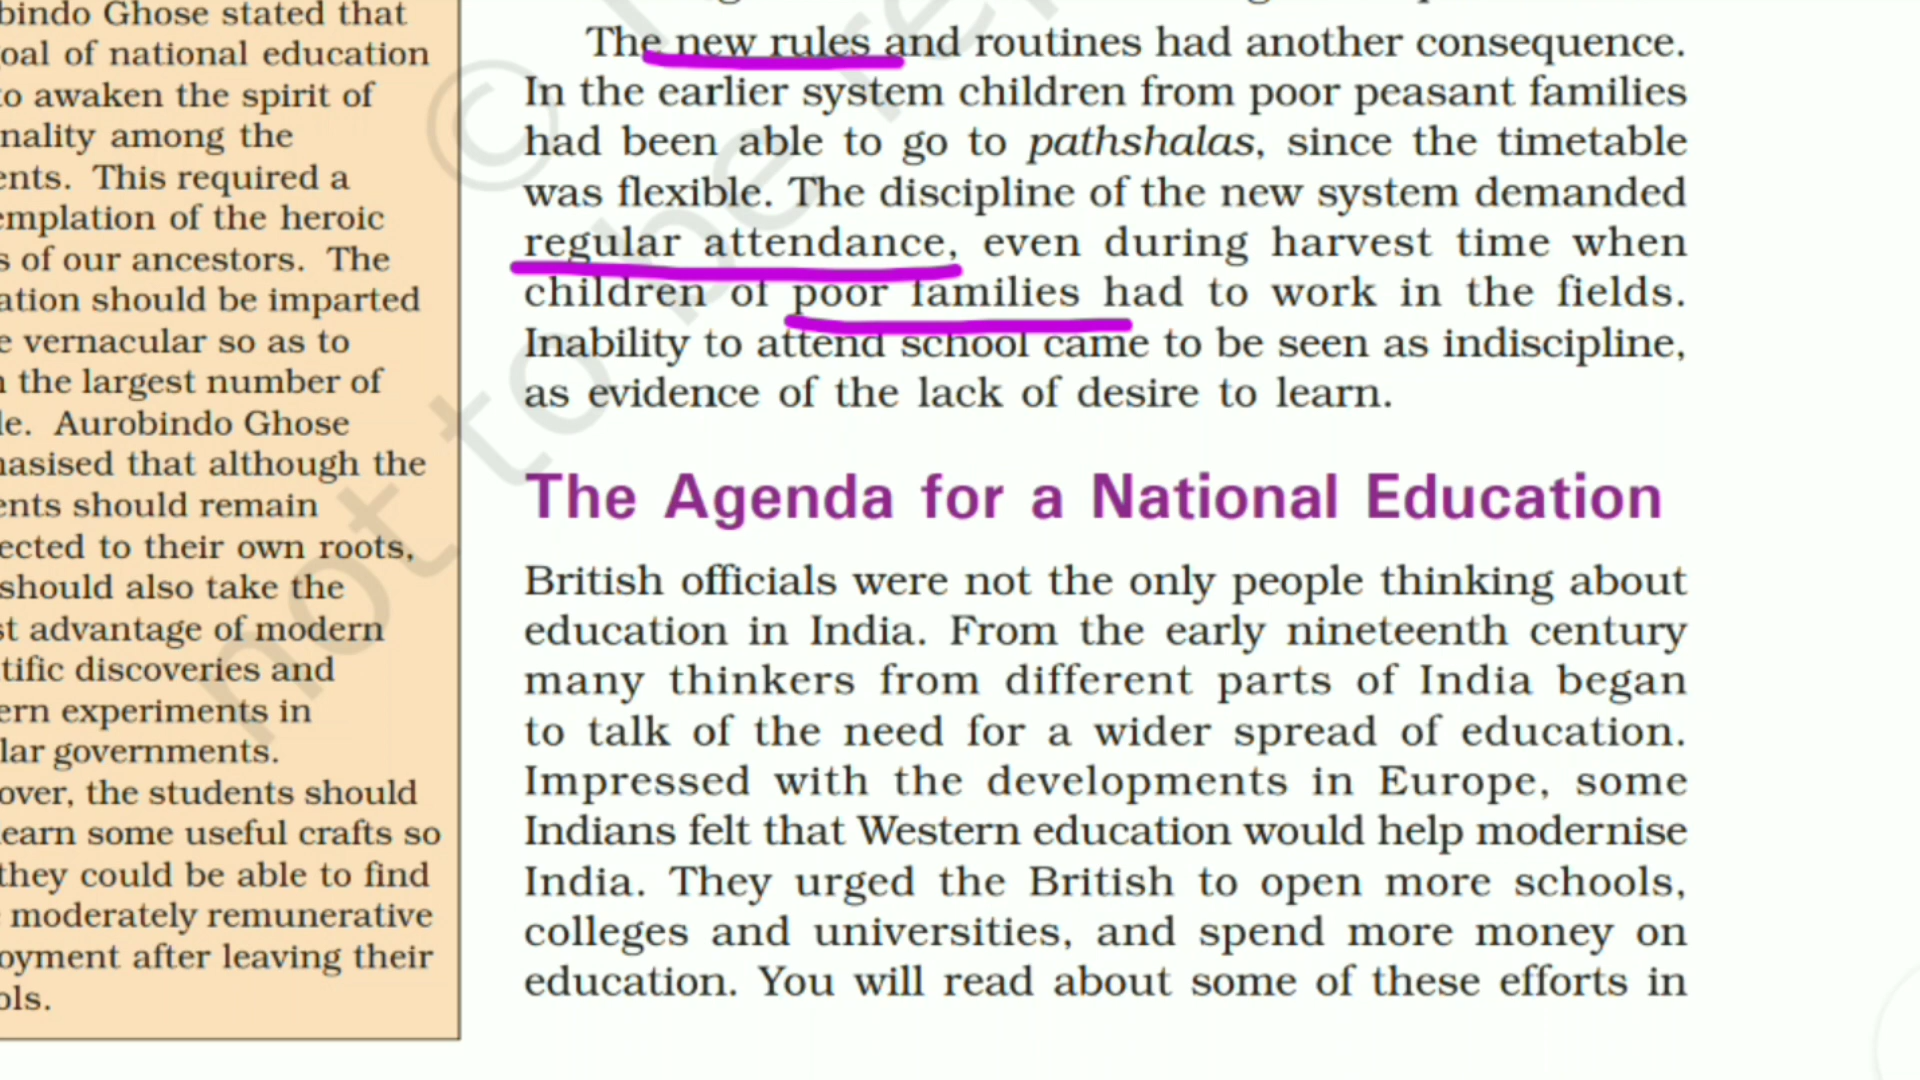 bindo Ghose stated that
oal of national education
to awaken the spirit of
nality among the
ents. This required a
emplation of the heroic
s of our ancestors. The
ation should be imparted
e vernacular so as to
n the largest number of
le. Aurobindo Ghose
hasised that although the
ents should remain
ected to their own roots,
should also take the
st advantage of modern
tific discoveries and
ern experiments in
lar governments.
over, the students should
learn some useful crafts so
they could be able to find
moderately remunerative
oyment after leaving their
ols.
The new rules and routines had another consequence.
In the earlier system children from poor peasant families
had been able to go to pathshalas, since the timetable
was flexible. The discipline of the new system demanded
regular attendance, even during harvest time when
children of poor families had to work in the fields.
Inability to attend school came to be seen as indiscipline,
as evidence of the lack of desire to learn.
The Agenda for a National Education
British officials were not the only people thinking about
education in India. From the early nineteenth century
many thinkers from different parts of India began
to talk of the need for a wider spread of education.
Impressed with the developments in Europe, some
Indians felt that Western education would help modernise
India. They urged the British to open more schools,
colleges and universities, and spend more money on
education. You will read about some of these efforts in
©
not to be re